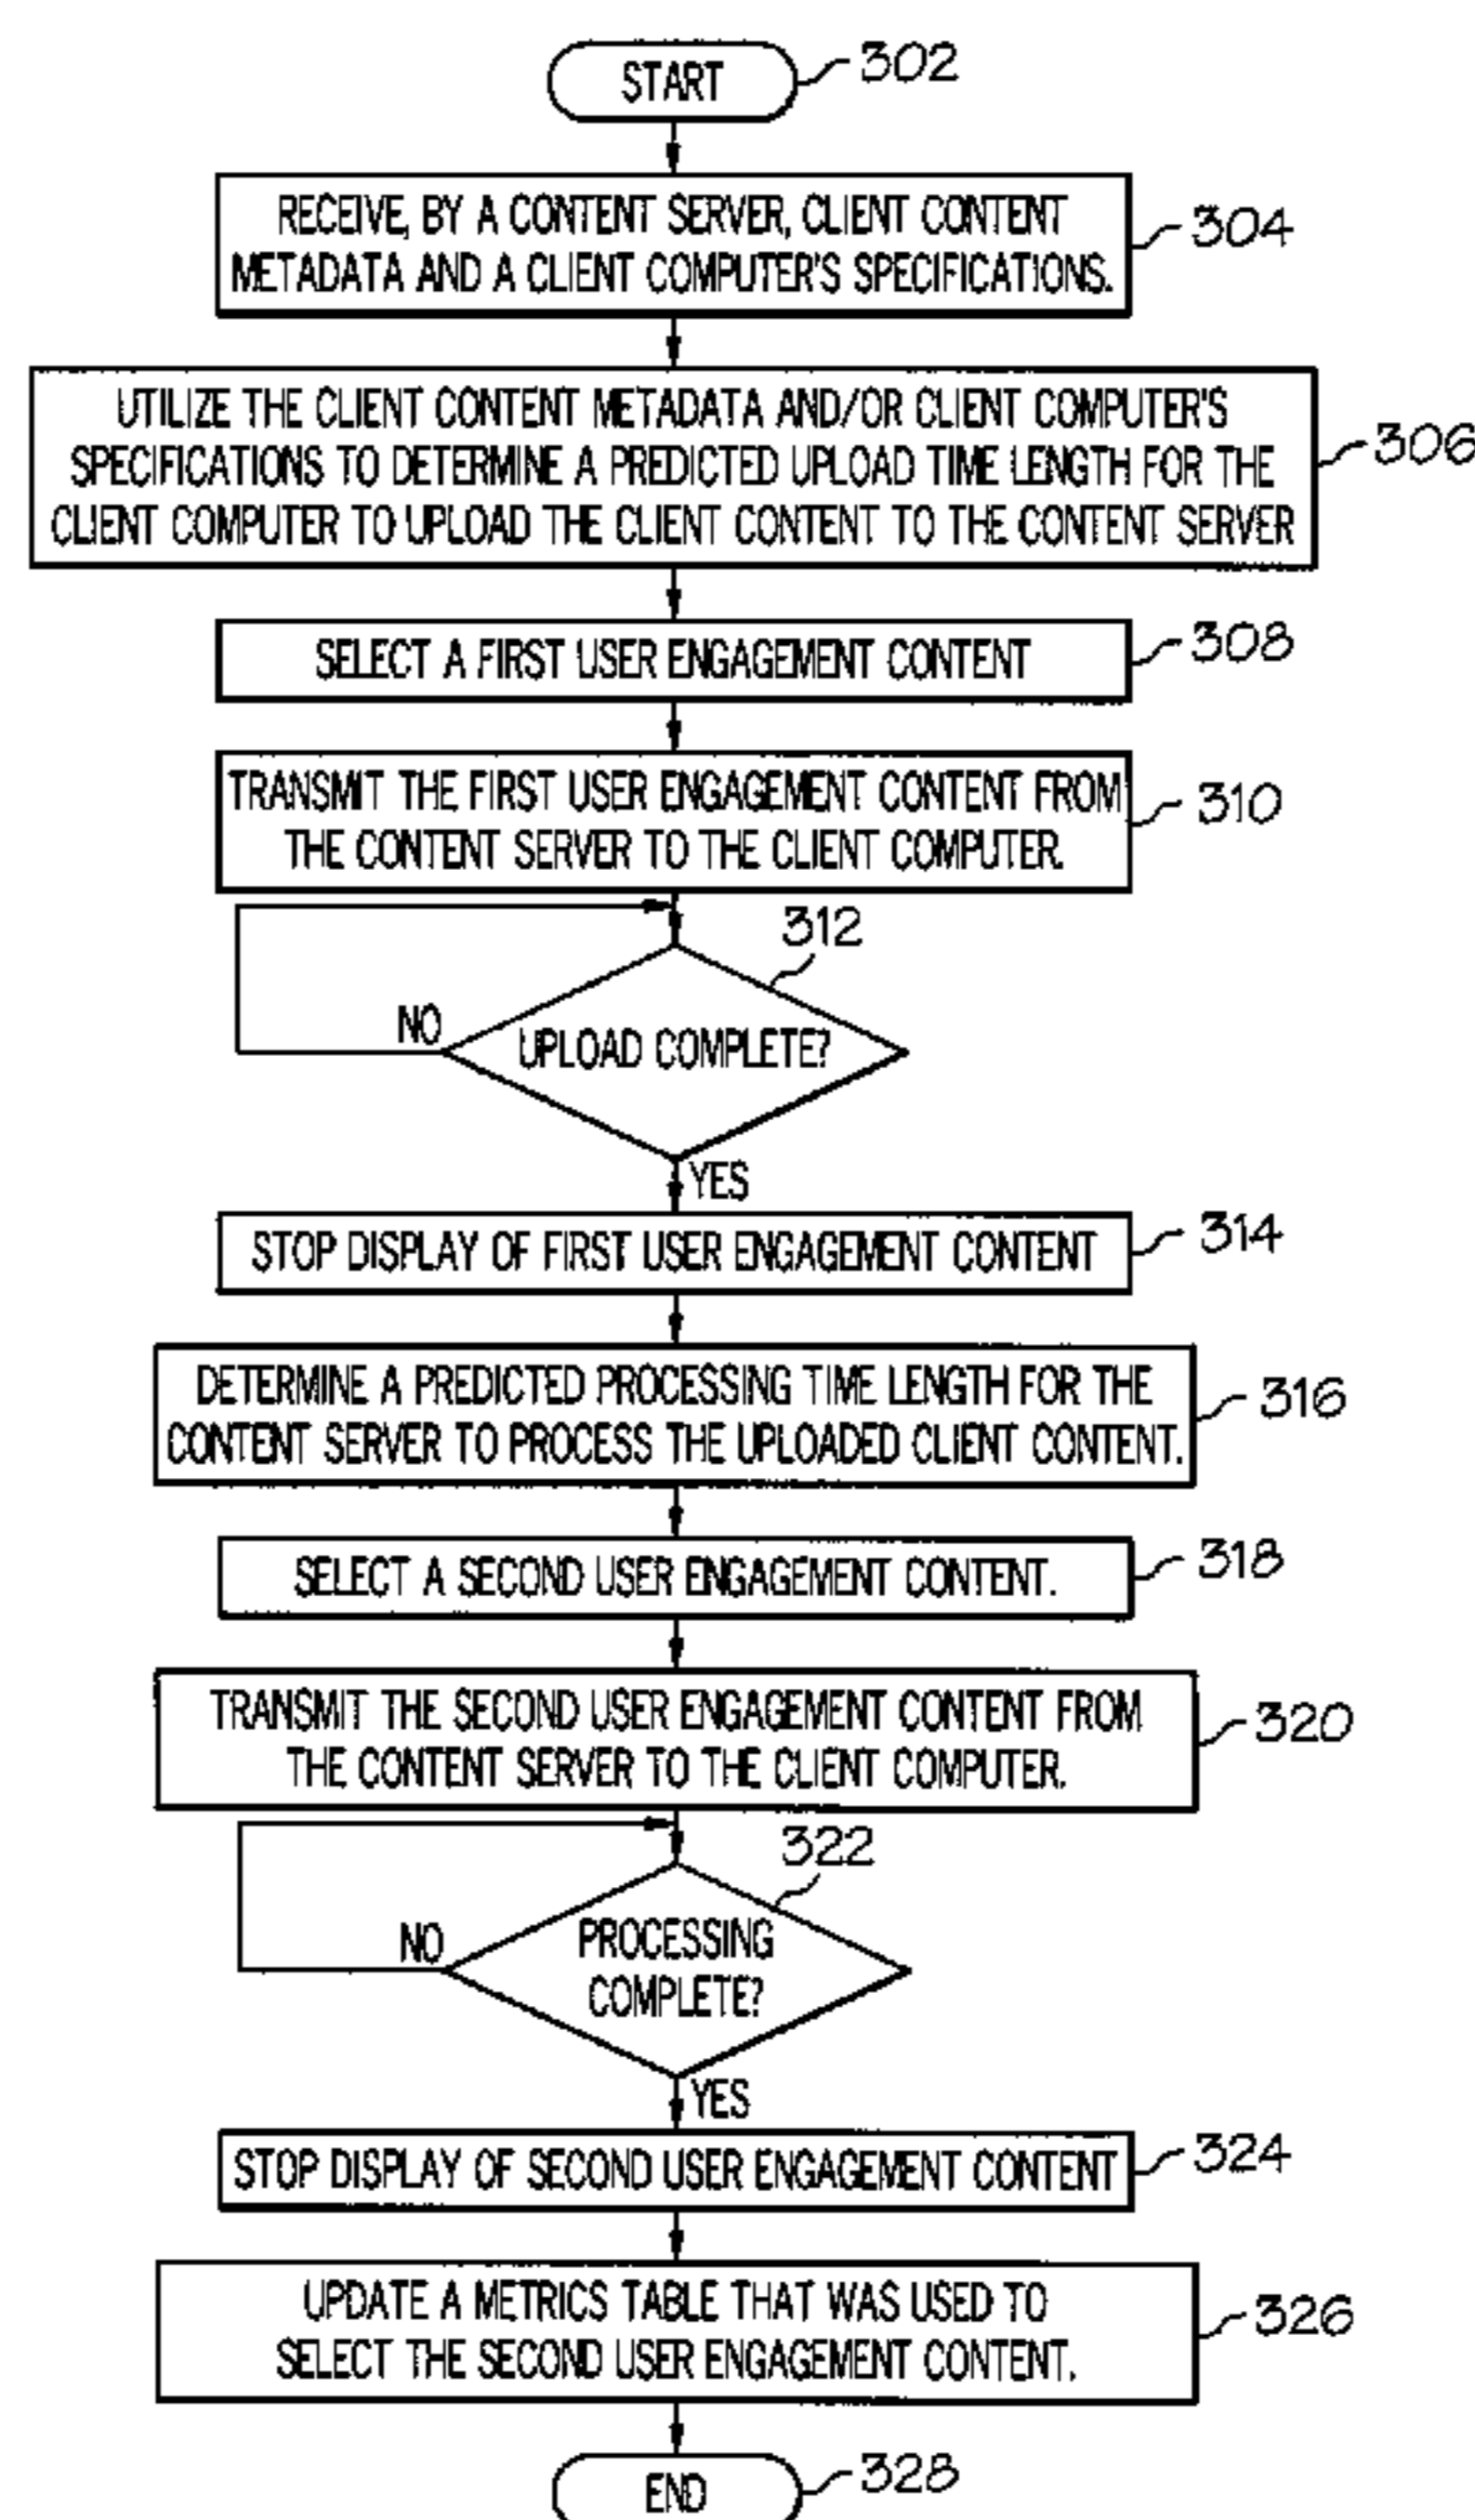 START
302
RECEIVE, BY A CONTENT SERVER, CLIENT CONTENT
METADATA AND A CLIENT COMPUTER'S SPECIFICATIONS.
304
UTILIZE THE CLIENT CONTENT METADATA AND/OR CLIENT COMPUTER'S
SPECIFICATIONS TO DETERMINE A PREDICTED UPLOAD TIME LENGTH FOR THE
CLIENT COMPUTER TO UPLOAD THE CLIENT CONTENT TO THE CONTENT SERVER
306
SELECT A FIRST USER ENGAGEMENT CONTENT
308
TRANSMIT THE FIRST USER ENGAGEMENT CONTENT FROM
THE CONTENT SERVER TO THE CLIENT COMPUTER.
310
312
NO
UPLOAD COMPLETE?
YES
STOP DISPLAY OF FIRST USER ENGAGEMENT CONTENT
314
DETERMINE A PREDICTED PROCESSING TIME LENGTH FOR THE
CONTENT SERVER TO PROCESS THE UPLOADED CLIENT CONTENT.
316
SELECT A SECOND USER ENGAGEMENT CONTENT.
318
TRANSMIT THE SECOND USER ENGAGEMENT CONTENT FROM
THE CONTENT SERVER TO THE CLIENT COMPUTER.
320
322
NO
PROCESSING
COMPLETE?
YES
STOP DISPLAY OF SECOND USER ENGAGEMENT CONTENT
324
UPDATE A METRICS TABLE THAT WAS USED TO
SELECT THE SECOND USER ENGAGEMENT CONTENT.
326
END
328